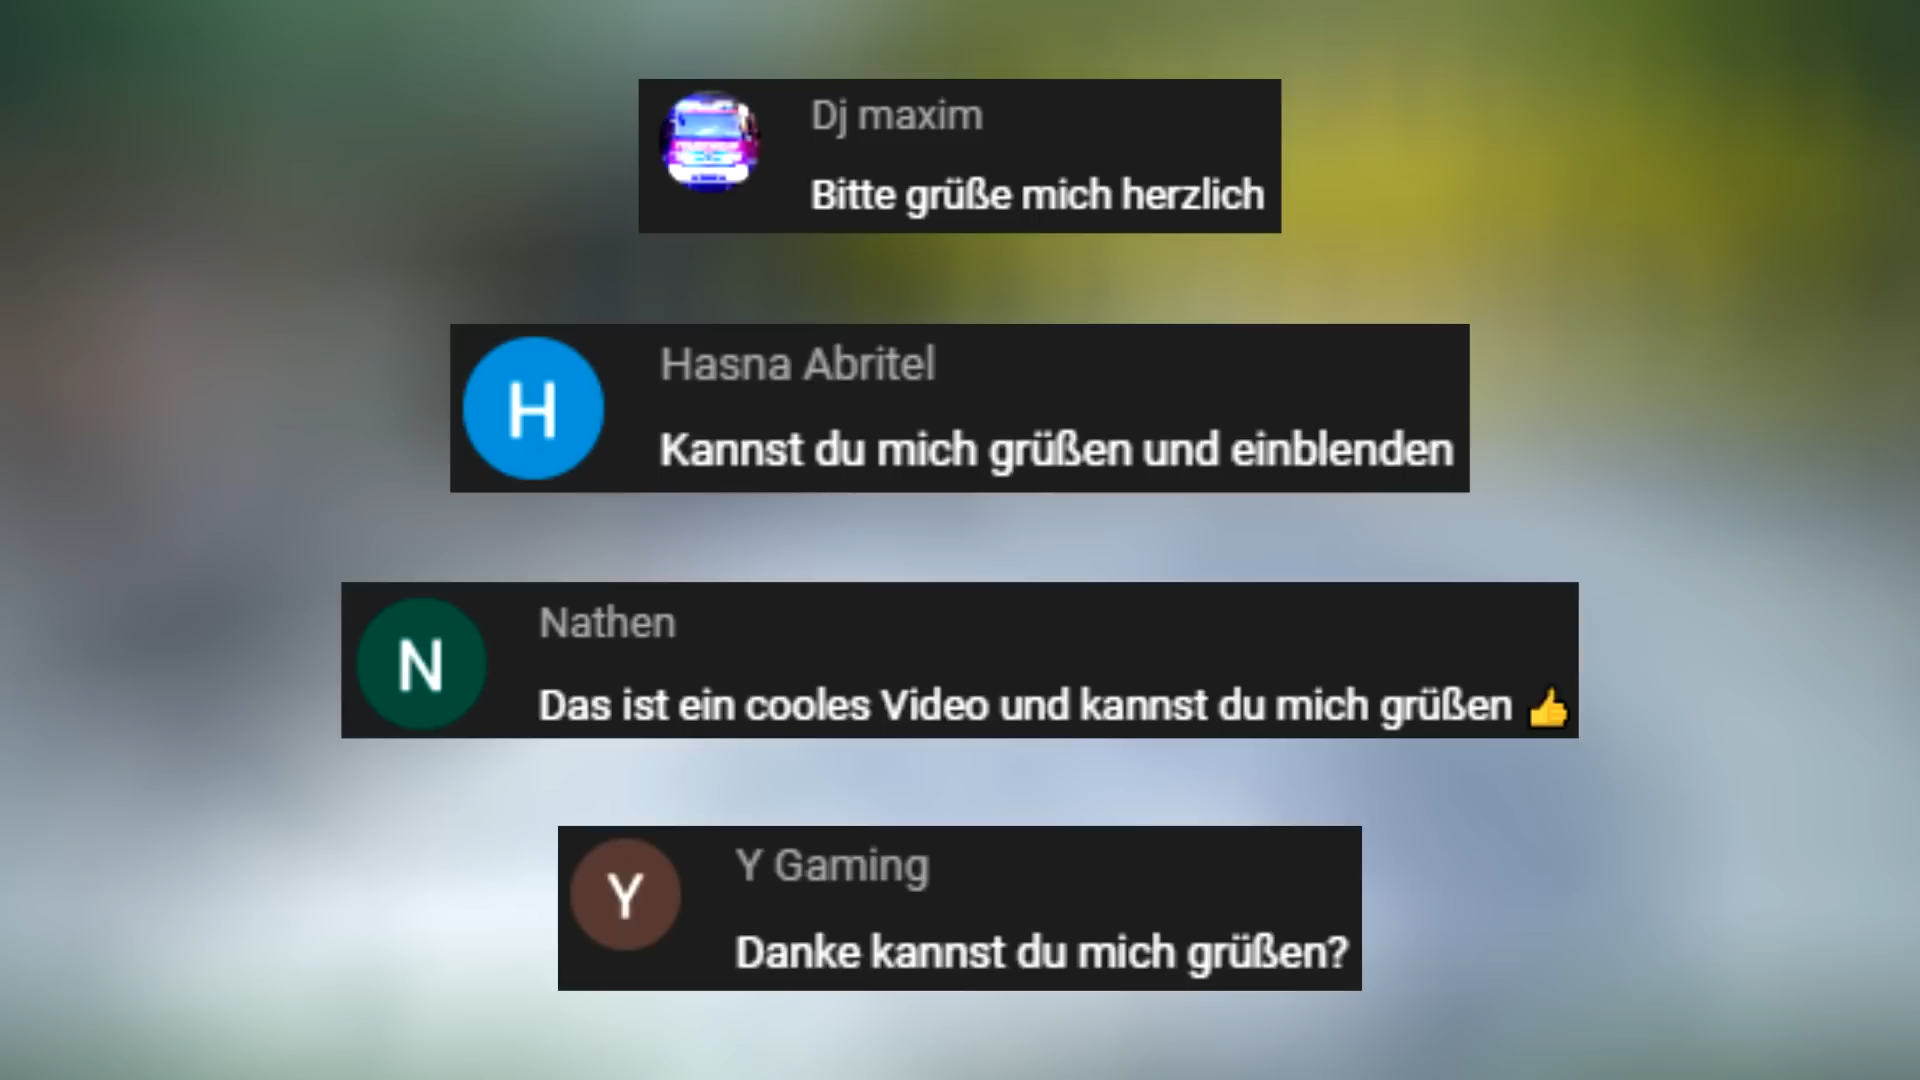 Dj maxim
Bitte grüße mich herzlich
H
Hasna Abritel
Kannst du mich grüßen und einblenden
N
Nathen
Das ist ein cooles Video und kannst du mich grüßen 👍
Y
Y Gaming
Danke kannst du mich grüßen?